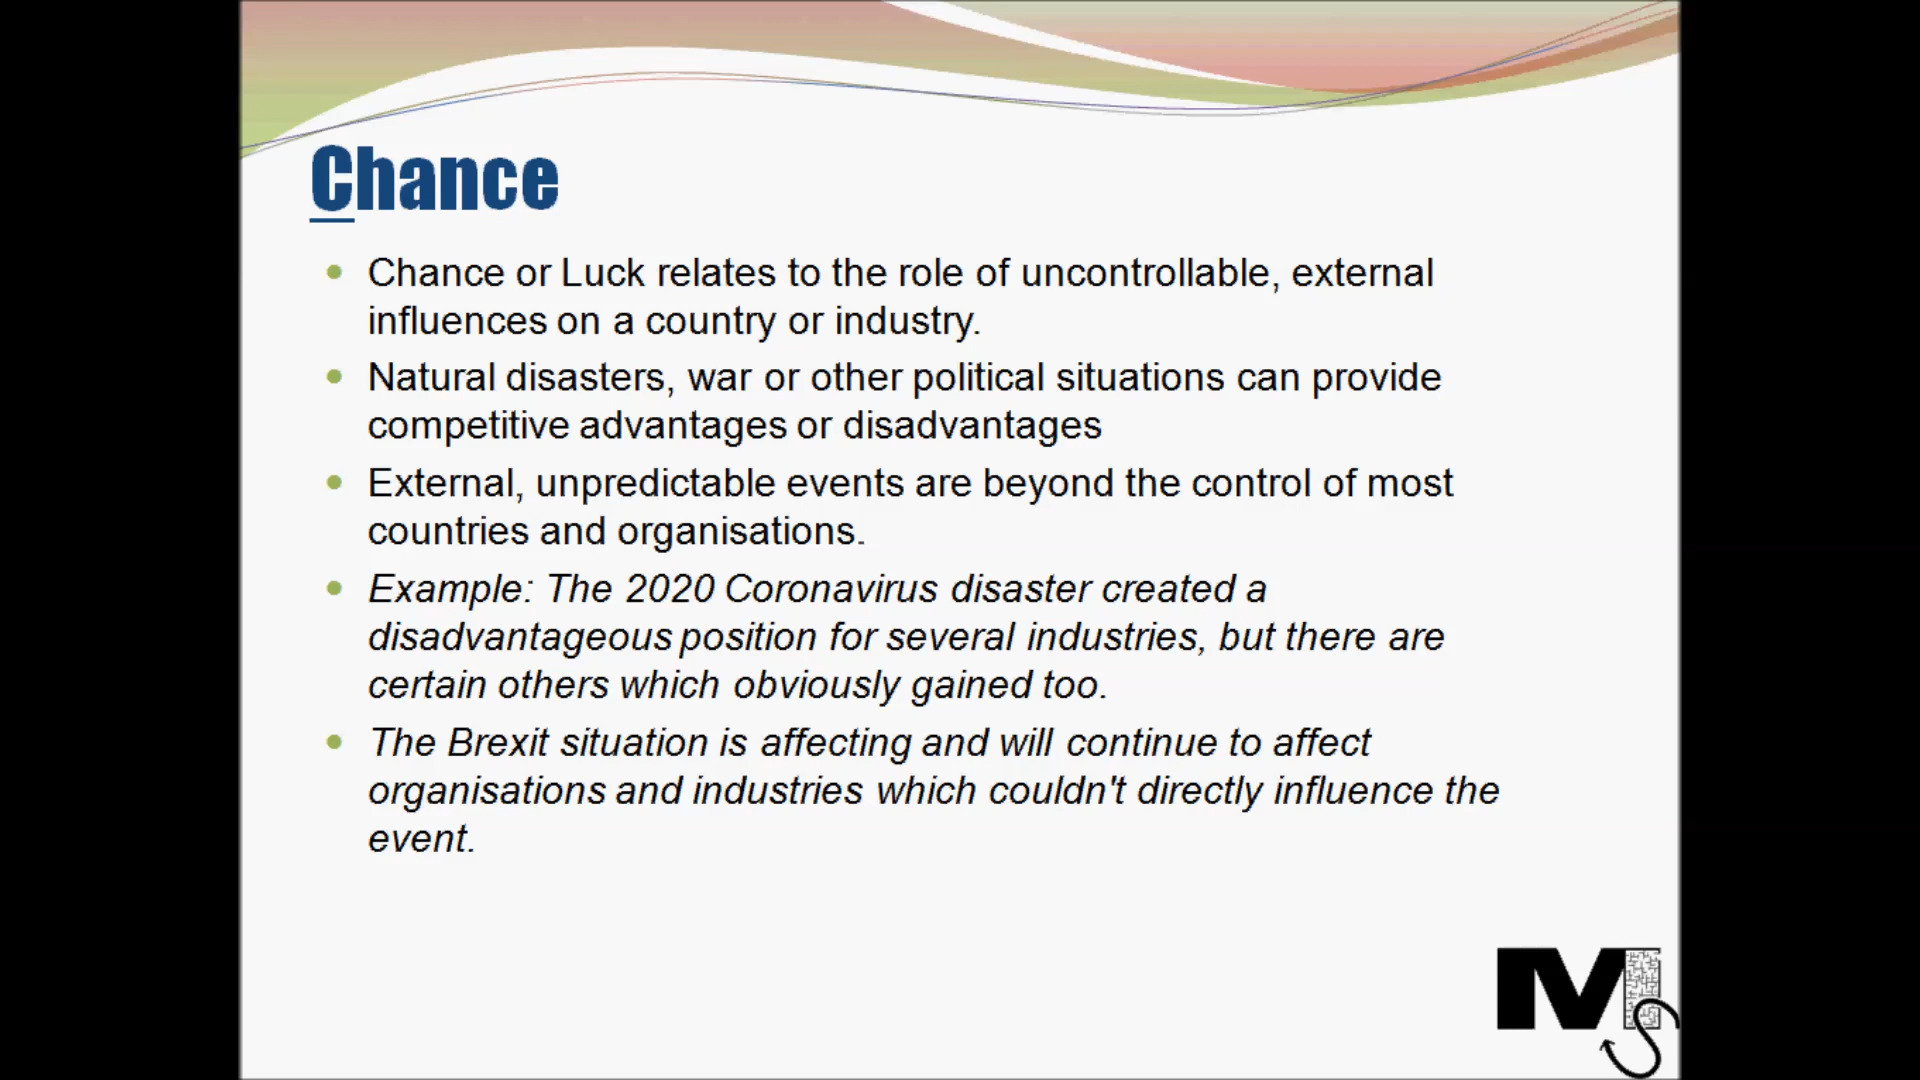 Chance
Chance or Luck relates to the role of uncontrollable, external
influences on a country or industry.
Natural disasters, war or other political situations can provide
competitive advantages or disadvantages
External, unpredictable events are beyond the control of most
countries and organisations.
Example: The 2020 Coronavirus disaster created a
disadvantageous position for several industries, but there are
certain others which obviously gained too.
The Brexit situation is affecting and will continue to affect
organisations and industries which couldn't directly influence the
event.
MS